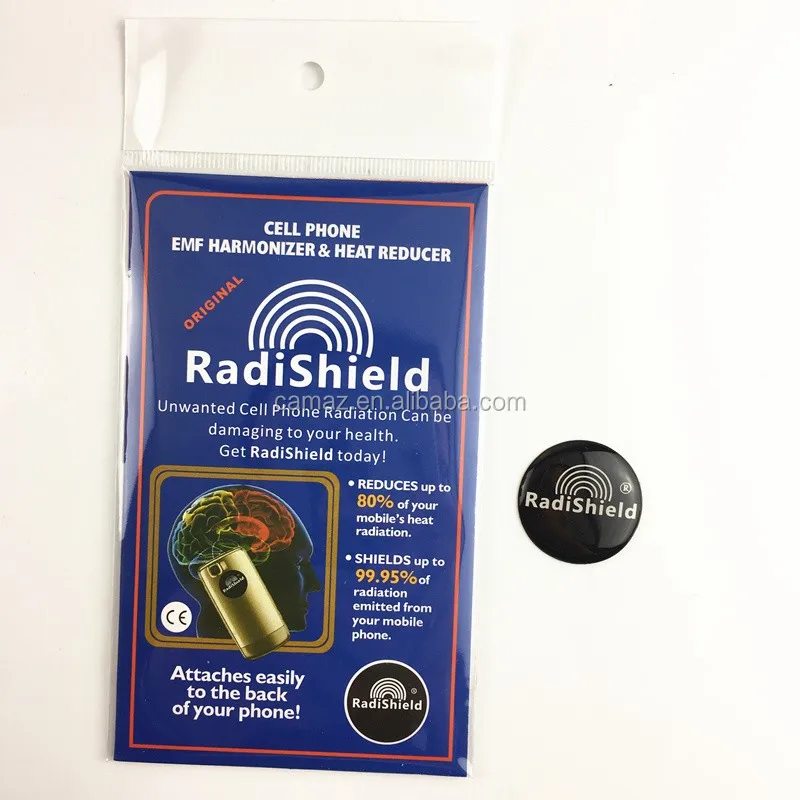 CELL PHONE
EMF HARMONIZER & HEAT REDUCER
ORIGINAL
RadiShield
camaz.en.alibaba.com
Unwanted Cell Phone Radiation Can be
damaging to your health.
Get RadiShield today!
• REDUCES up to
80% of your
mobile's heat
radiation.
• SHIELDS up to
99.95% of
radiation
emitted from
your mobile
phone.
RadiShield
CE
Attaches easily
to the back
of your phone!
RadiShield ®
RadiShield ®